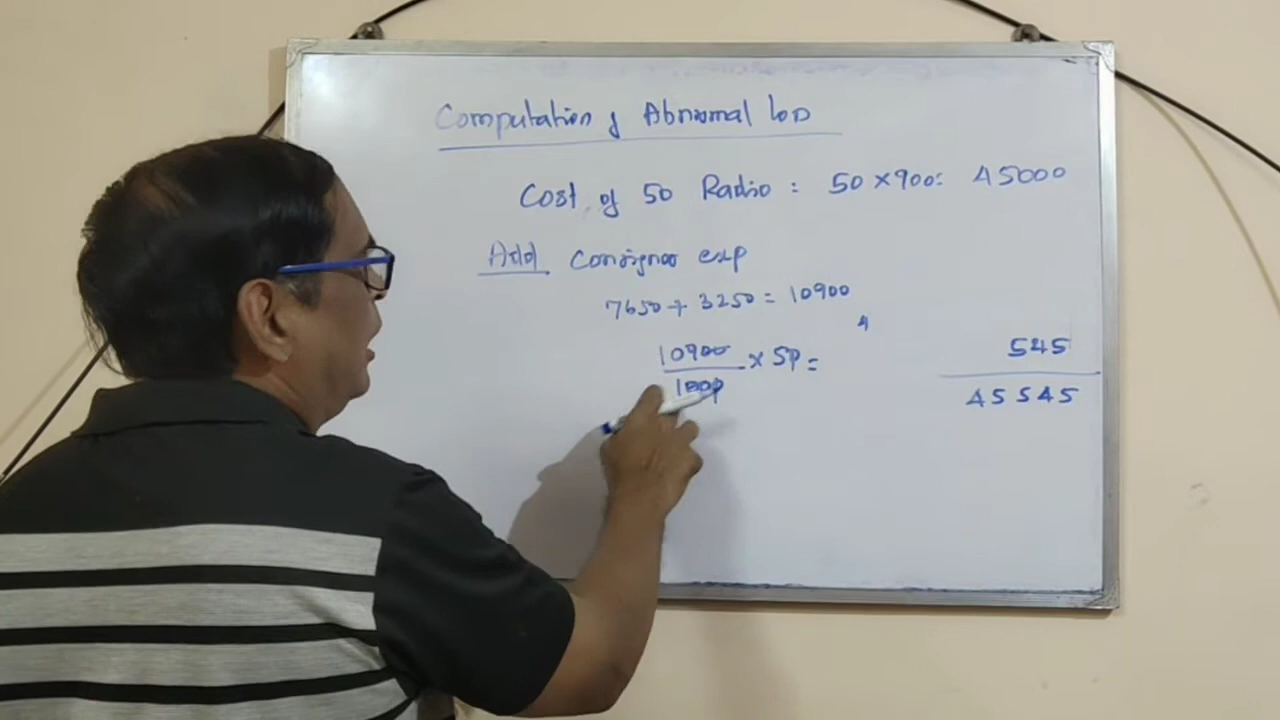 Computation of Abnormal loss
Cost of 50 Radio : 50 × 900 = 45000
Add Consignor exp
7650 + 3250 = 10900
10900
545
× 50 =
1000
45545